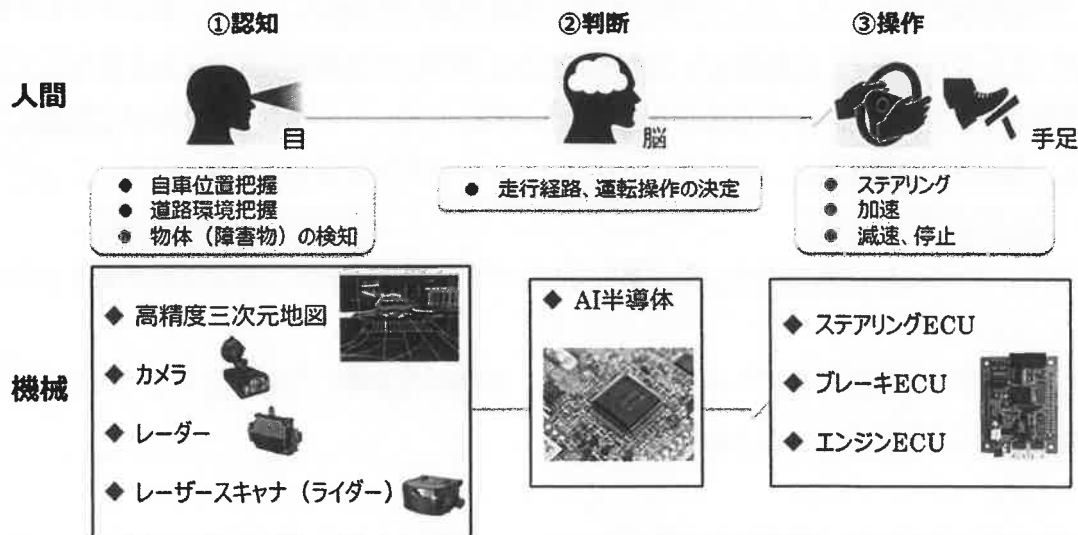 ①認知
②判断
③操作
人間
目
脳
手足
● 自車位置把握
● 道路環境把握
● 物体（障害物）の検知
● 走行経路、運転操作の決定
● ステアリング
● 加速
● 減速、停止
機械
◆ 高精度三次元地図
◆ カメラ
◆ レーダー
◆ レーザースキャナ（ライダー）
◆ AI半導体
◆ ステアリングECU
◆ ブレーキECU
◆ エンジンECU